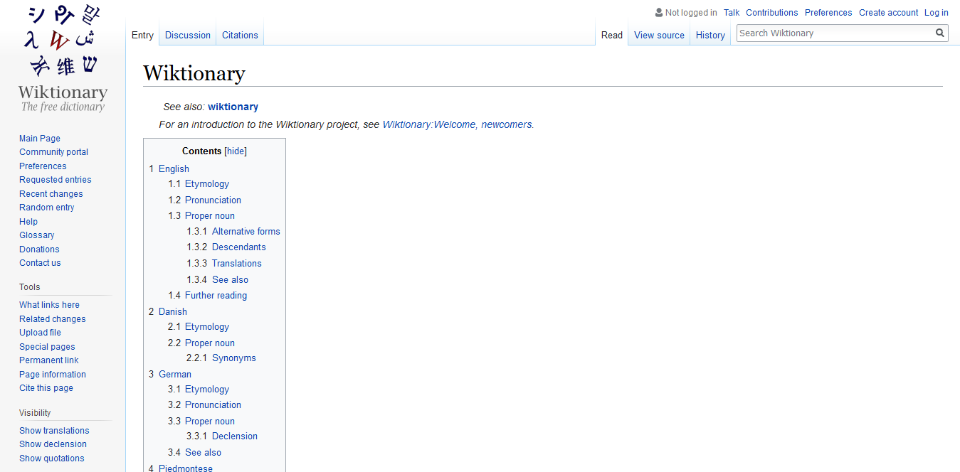 Not logged in Talk Contributions Preferences Create account Log in
Entry Discussion Citations Read View source History Search Wiktionary
シ 말
λ W ش
维 ש
Wiktionary
The free dictionary
Main Page
Community portal
Preferences
Requested entries
Recent changes
Random entry
Help
Glossary
Donations
Contact us
Tools
What links here
Related changes
Upload file
Special pages
Permanent link
Page information
Cite this page
Visibility
Show translations
Show declension
Show quotations
Wiktionary
See also: wiktionary
For an introduction to the Wiktionary project, see Wiktionary:Welcome, newcomers.
Contents [hide]
1 English
1.1 Etymology
1.2 Pronunciation
1.3 Proper noun
1.3.1 Alternative forms
1.3.2 Descendants
1.3.3 Translations
1.3.4 See also
1.4 Further reading
2 Danish
2.1 Etymology
2.2 Proper noun
2.2.1 Synonyms
3 German
3.1 Etymology
3.2 Pronunciation
3.3 Proper noun
3.3.1 Declension
3.4 See also
4 Piedmontese